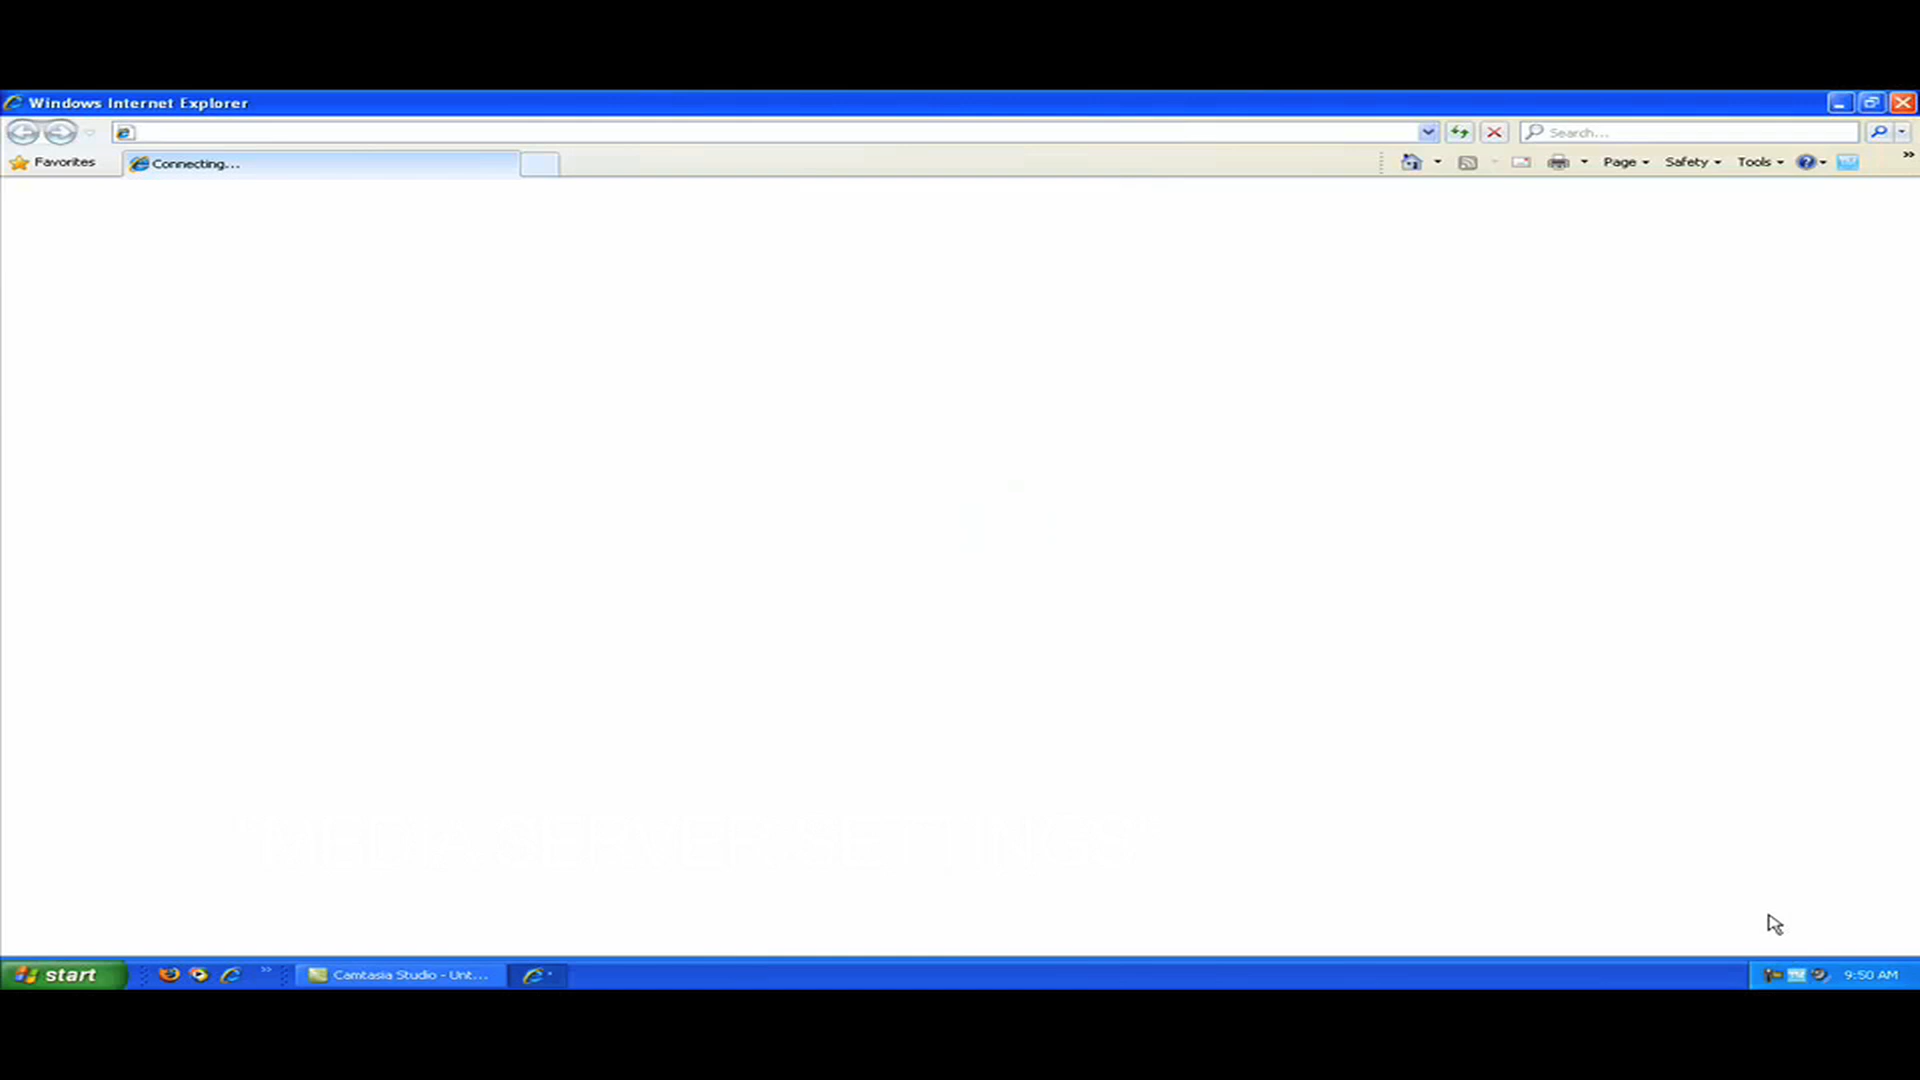 Windows Internet Explorer
Search...
Favorites
Connecting...
Page
Safety
Tools
start
Camtasia Studio - Unt...
9:50 AM